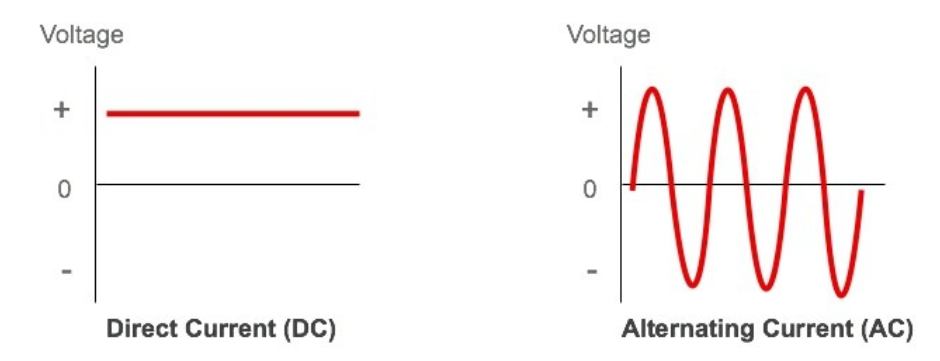 Voltage
+
0
-
Direct Current (DC)
Voltage
+
0
-
Alternating Current (AC)